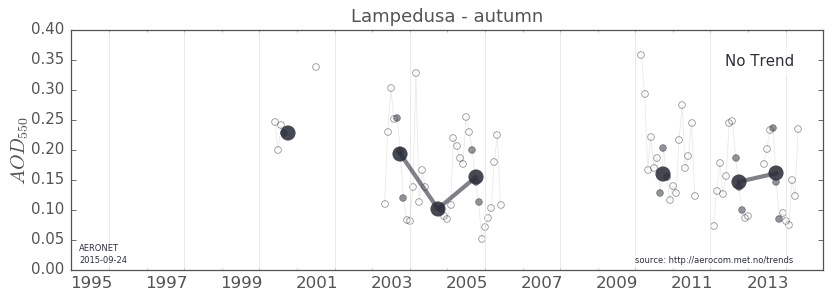 Lampedusa - autumn
No Trend
AOD550
0.40
0.35
0.30
0.25
0.20
0.15
0.10
0.05
0.00
AERONET
2015-09-24
source: http://aerocom.met.no/trends
1995 1997 1999 2001 2003 2005 2007 2009 2011 2013